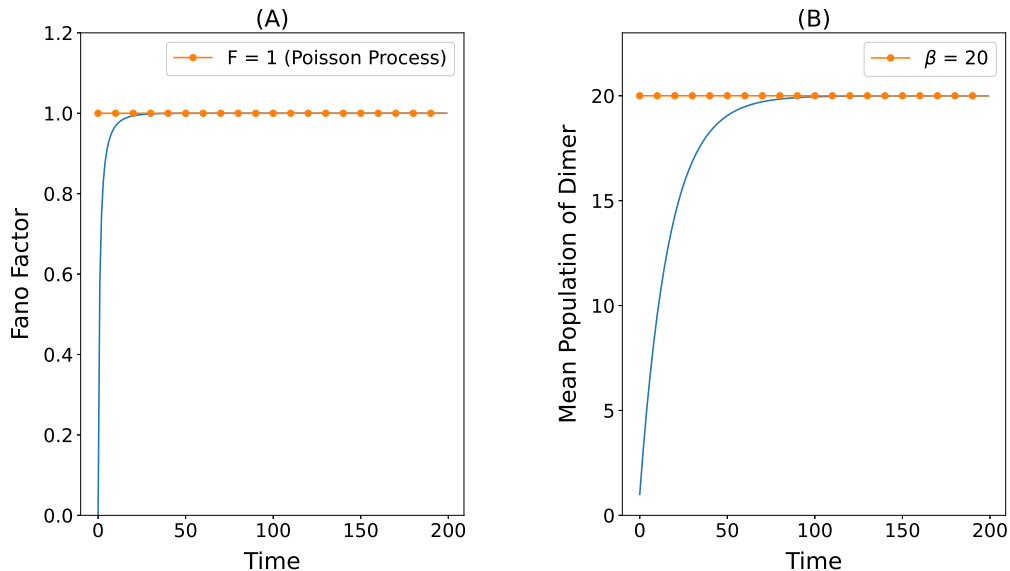 (A)
1.2
1.0
0.8
0.6
0.4
0.2
0.0
Fano Factor
F = 1 (Poisson Process)
0 50 100 150 200
Time
(B)
20
15
10
5
0
Mean Population of Dimer
β = 20
0 50 100 150 200
Time